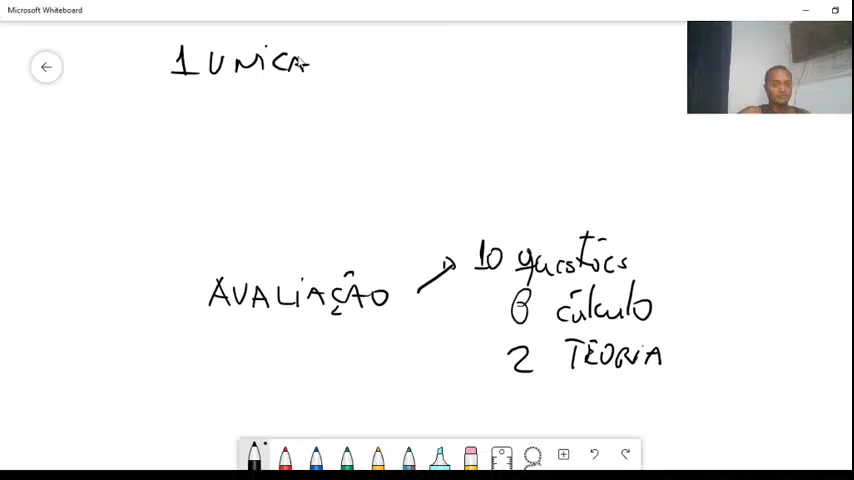 Microsoft Whiteboard
1 UNiCA
AVALiAÇÃO → 10 questões
8 cálculo
2 TEORiA